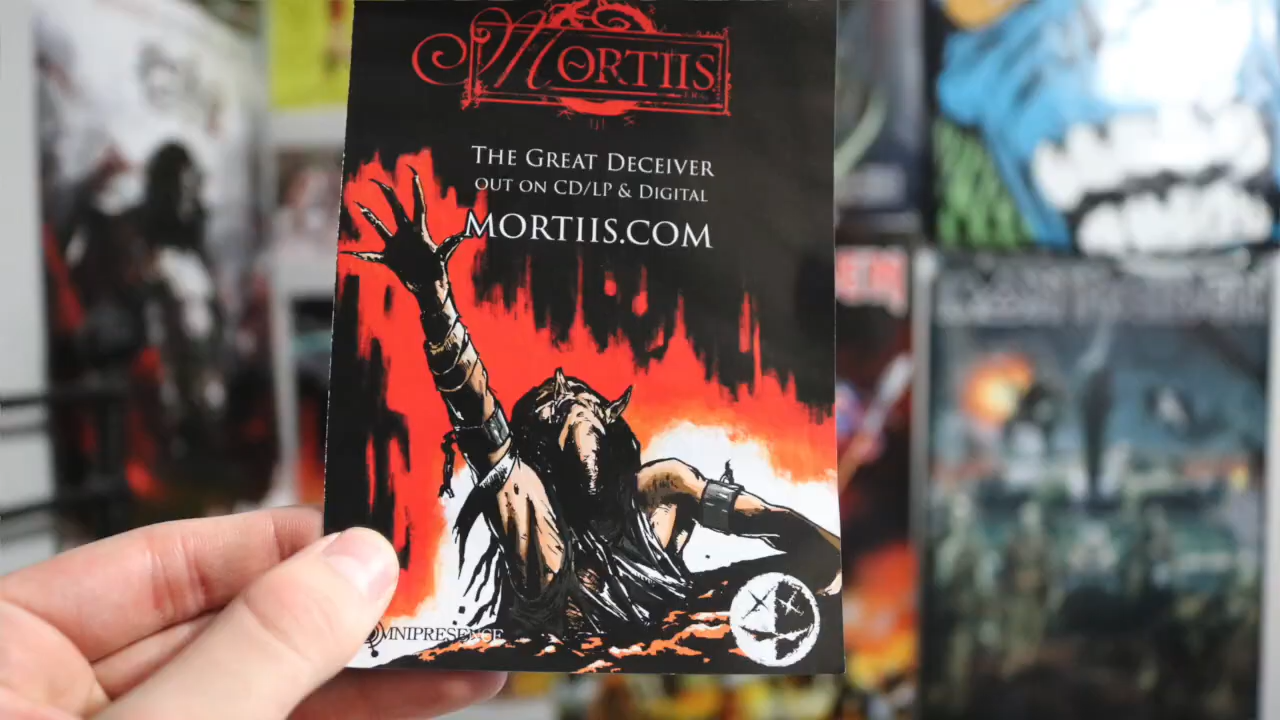 MORTIIS
THE GREAT DECEIVER
OUT ON CD/LP & DIGITAL
MORTIIS.COM
OMNIPRESENCE